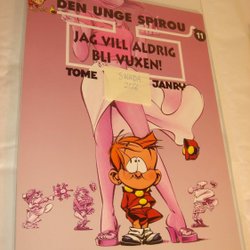 DEN UNGE SPIROU
11
JAG VILL ALDRIG
BLI VUXEN!
TOME
JANRY